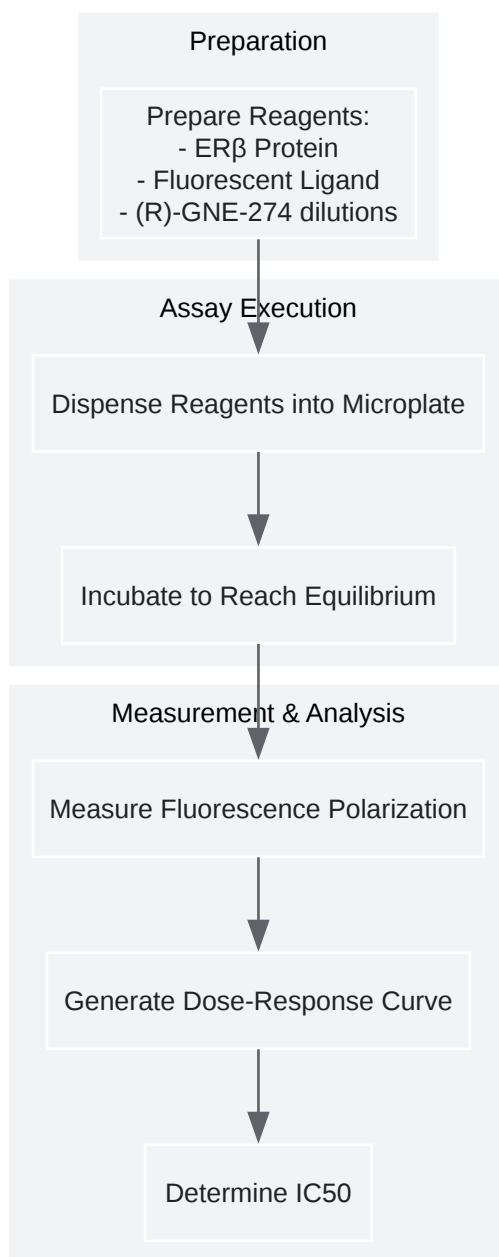 Preparation
Prepare Reagents:
- ERβ Protein
- Fluorescent Ligand
- (R)-GNE-274 dilutions
Assay Execution
Dispense Reagents into Microplate
Incubate to Reach Equilibrium
Measurement & Analysis
Measure Fluorescence Polarization
Generate Dose-Response Curve
Determine IC50